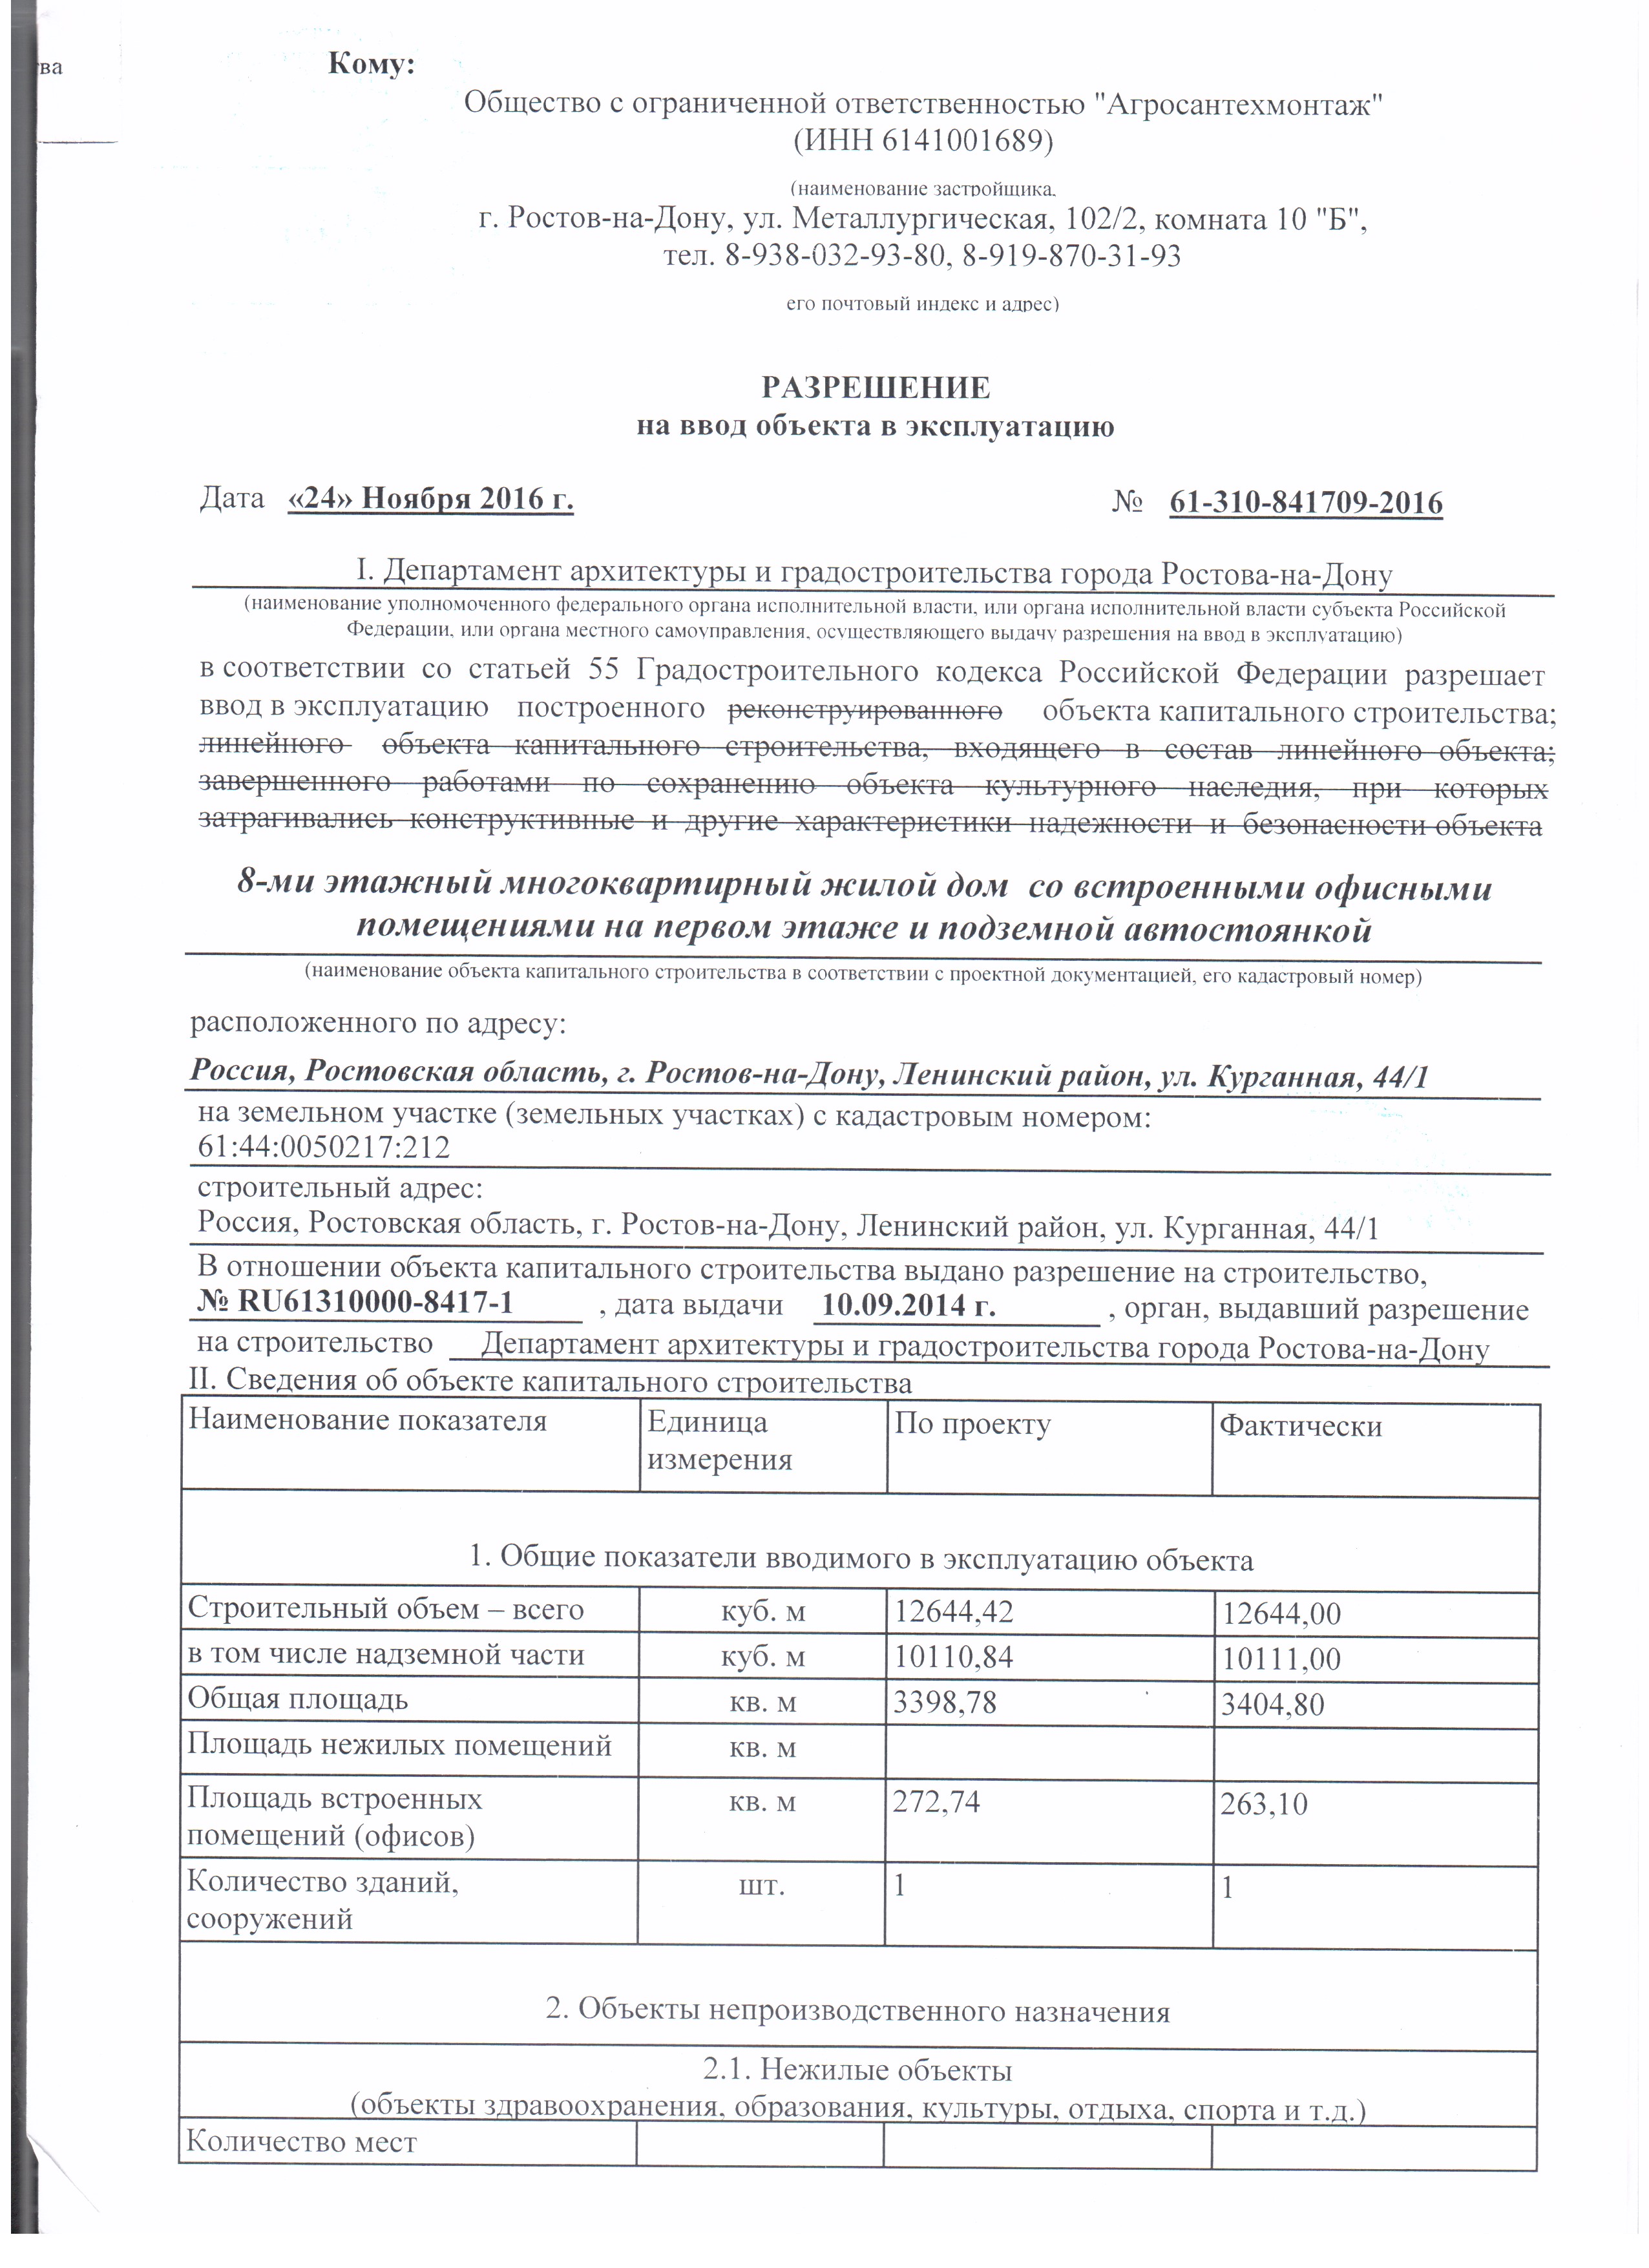 ва
Кому:
Общество с ограниченной ответственностью "Агросантехмонтаж"
(ИНН 6141001689)
(наименование застройщика,
г. Ростов-на-Дону, ул. Металлургическая, 102/2, комната 10 "Б",
тел. 8-938-032-93-80, 8-919-870-31-93
его почтовый индекс и адрес)
РАЗРЕШЕНИЕ
на ввод объекта в эксплуатацию
Дата «24» Ноября 2016 г. № 61-310-841709-2016
I. Департамент архитектуры и градостроительства города Ростова-на-Дону
(наименование уполномоченного федерального органа исполнительной власти, или органа исполнительной власти субъекта Российской
Федерации, или органа местного самоуправления, осуществляющего выдачу разрешения на ввод в эксплуатацию)
в соответствии со статьей 55 Градостроительного кодекса Российской Федерации разрешает
ввод в эксплуатацию построенного реконструированного объекта капитального строительства;
линейного объекта капитального строительства, входящего в состав линейного объекта;
завершенного работами по сохранению объекта культурного наследия, при которых
затрагивались конструктивные и другие характеристики надежности и безопасности объекта
8-ми этажный многоквартирный жилой дом со встроенными офисными
помещениями на первом этаже и подземной автостоянкой
(наименование объекта капитального строительства в соответствии с проектной документацией, его кадастровый номер)
расположенного по адресу:
Россия, Ростовская область, г. Ростов-на-Дону, Ленинский район, ул. Курганная, 44/1
на земельном участке (земельных участках) с кадастровым номером:
61:44:0050217:212
строительный адрес:
Россия, Ростовская область, г. Ростов-на-Дону, Ленинский район, ул. Курганная, 44/1
В отношении объекта капитального строительства выдано разрешение на строительство,
№ RU61310000-8417-1 , дата выдачи 10.09.2014 г. , орган, выдавший разрешение
на строительство Департамент архитектуры и градостроительства города Ростова-на-Дону
II. Сведения об объекте капитального строительства
Наименование показателя Единица По проекту Фактически
измерения
1. Общие показатели вводимого в эксплуатацию объекта
Строительный объем – всего куб. м 12644,42 12644,00
в том числе надземной части куб. м 10110,84 10111,00
Общая площадь кв. м 3398,78 3404,80
Площадь нежилых помещений кв. м
Площадь встроенных кв. м 272,74 263,10
помещений (офисов)
Количество зданий, шт. 1 1
сооружений
2. Объекты непроизводственного назначения
2.1. Нежилые объекты
(объекты здравоохранения, образования, культуры, отдыха, спорта и т.д.)
Количество мест